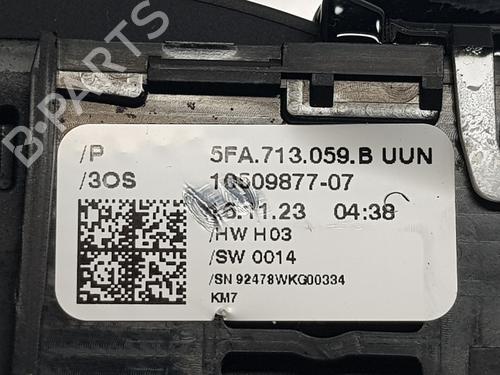 /P 5FA.713.059.B UUN
/3OS 10509877-07
.11.23 04:38
/HW H03
/SW 0014
/SN 92478WKG00334
KM7
B-PARTS